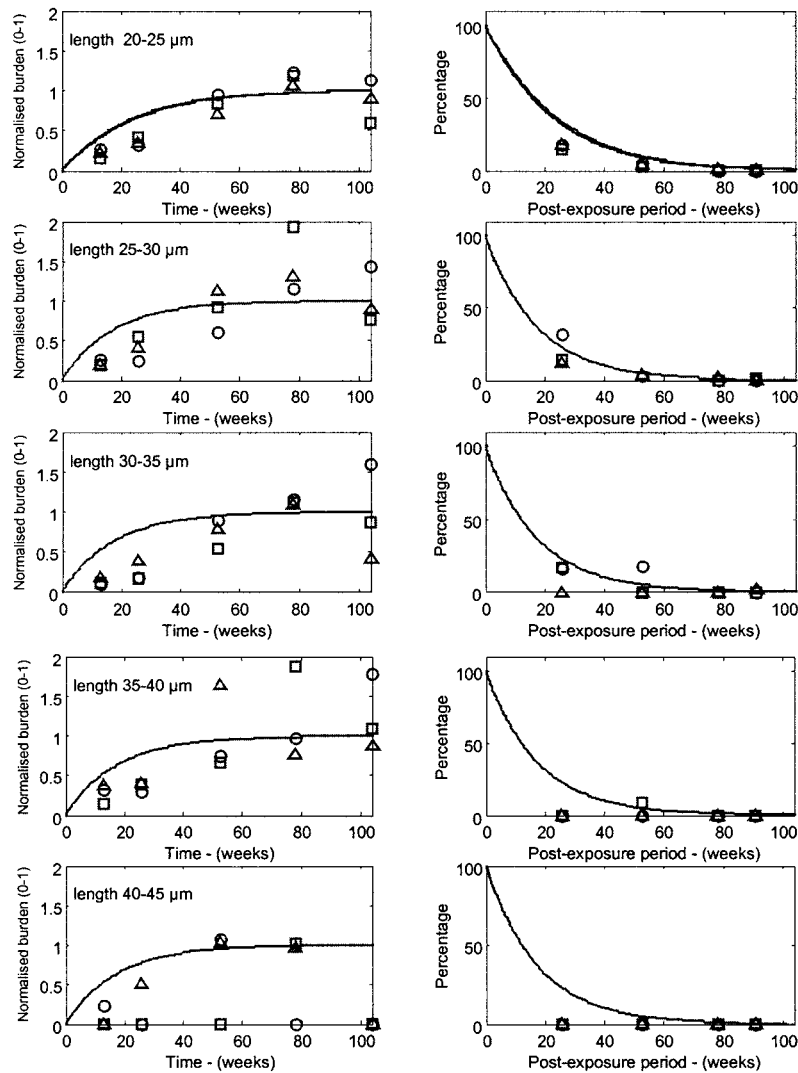 Normalised burden (0-1)
2
1.5
1
0.5
0
length 20-25 µm
0 20 40 60 80 100
Time - (weeks)
Percentage
100
50
0
0 20 40 60 80 100
Post-exposure period - (weeks)
Normalised burden (0-1)
2
1.5
1
0.5
0
length 25-30 µm
0 20 40 60 80 100
Time - (weeks)
Percentage
100
50
0
0 20 40 60 80 100
Post-exposure period - (weeks)
Normalised burden (0-1)
2
1.5
1
0.5
0
length 30-35 µm
0 20 40 60 80 100
Time - (weeks)
Percentage
100
50
0
0 20 40 60 80 100
Post-exposure period - (weeks)
Normalised burden (0-1)
2
1.5
1
0.5
0
length 35-40 µm
0 20 40 60 80 100
Time - (weeks)
Percentage
100
50
0
0 20 40 60 80 100
Post-exposure period - (weeks)
Normalised burden (0-1)
2
1.5
1
0.5
0
length 40-45 µm
0 20 40 60 80 100
Time - (weeks)
Percentage
100
50
0
0 20 40 60 80 100
Post-exposure period - (weeks)